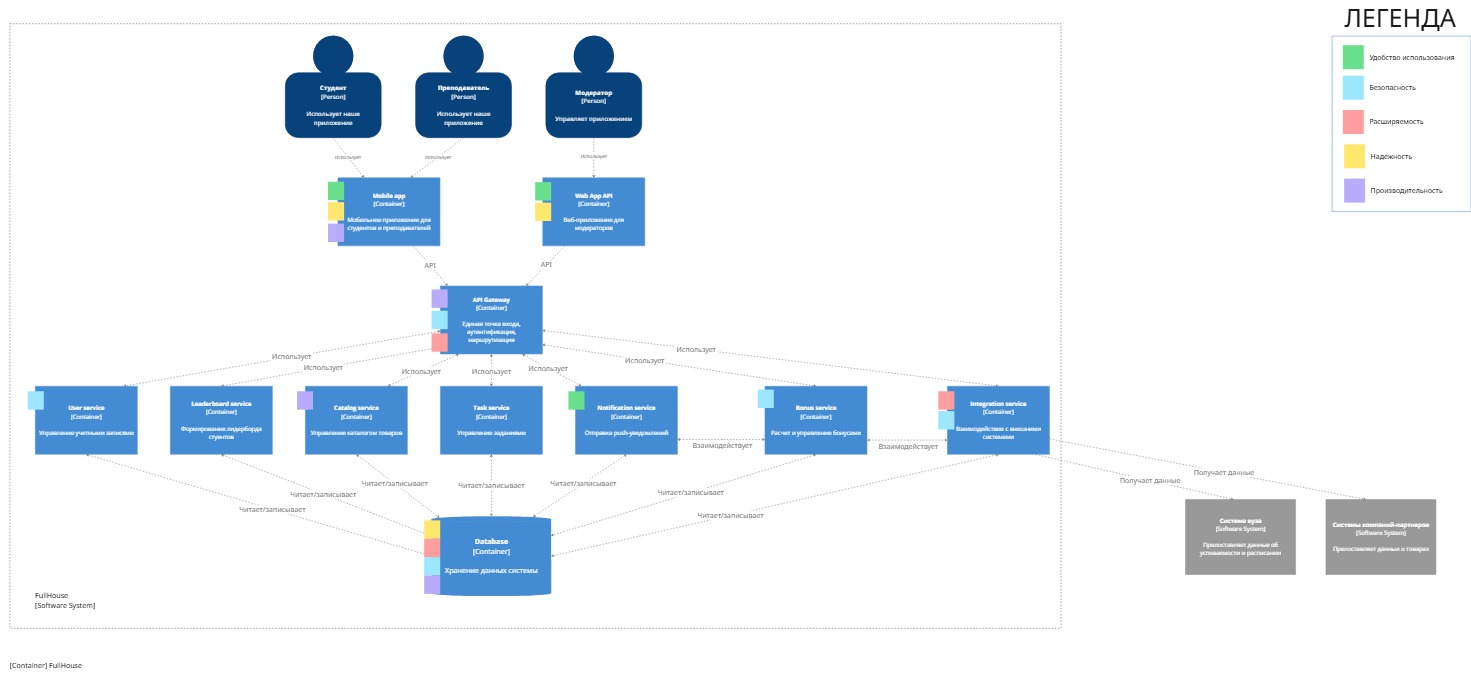 ЛЕГЕНДА
Удобство использования
Безопасность
Расширяемость
Надежность
Производительность
Студент
[Person]
Использует наше
приложение
Преподаватель
[Person]
Использует наше
приложение
Модератор
[Person]
Управляет приложением
Использует
Использует
Использует
Mobile app
[Container]
Мобильное приложение для
студентов и преподавателей
Web App API
[Container]
Веб-приложение для
модераторов
API
API
API Gateway
[Container]
Единая точка входа,
аутентификация,
маршрутизация
Использует
Использует
Использует
Использует
Использует
Использует
Использует
User service
[Container]
Управление учетными записями
Leaderboard service
[Container]
Формирование лидерборда
студентов
Catalog service
[Container]
Управление каталогом товаров
Task service
[Container]
Управление заданиями
Notification service
[Container]
Отправка push-уведомлений
Bonus service
[Container]
Расчет и управление бонусами
Integration service
[Container]
Взаимодействие с внешними
системами
Взаимодействует
Взаимодействует
Читает/записывает
Читает/записывает
Читает/записывает
Читает/записывает
Читает/записывает
Читает/записывает
Читает/записывает
Получает данные
Получает данные
Database
[Container]
Хранение данных системы
Система вуза
[Software System]
Предоставляет данные об
успеваемости и расписании
Системы компаний-партнеров
[Software System]
Предоставляет данные о товарах
FullHouse
[Software System]
[Container] FullHouse